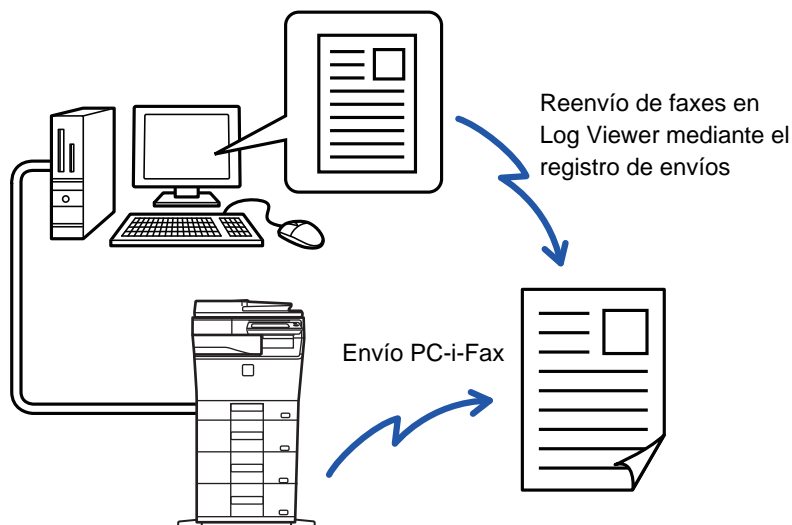 Reenvío de faxes en
Log Viewer mediante el
registro de envíos
Envío PC-i-Fax